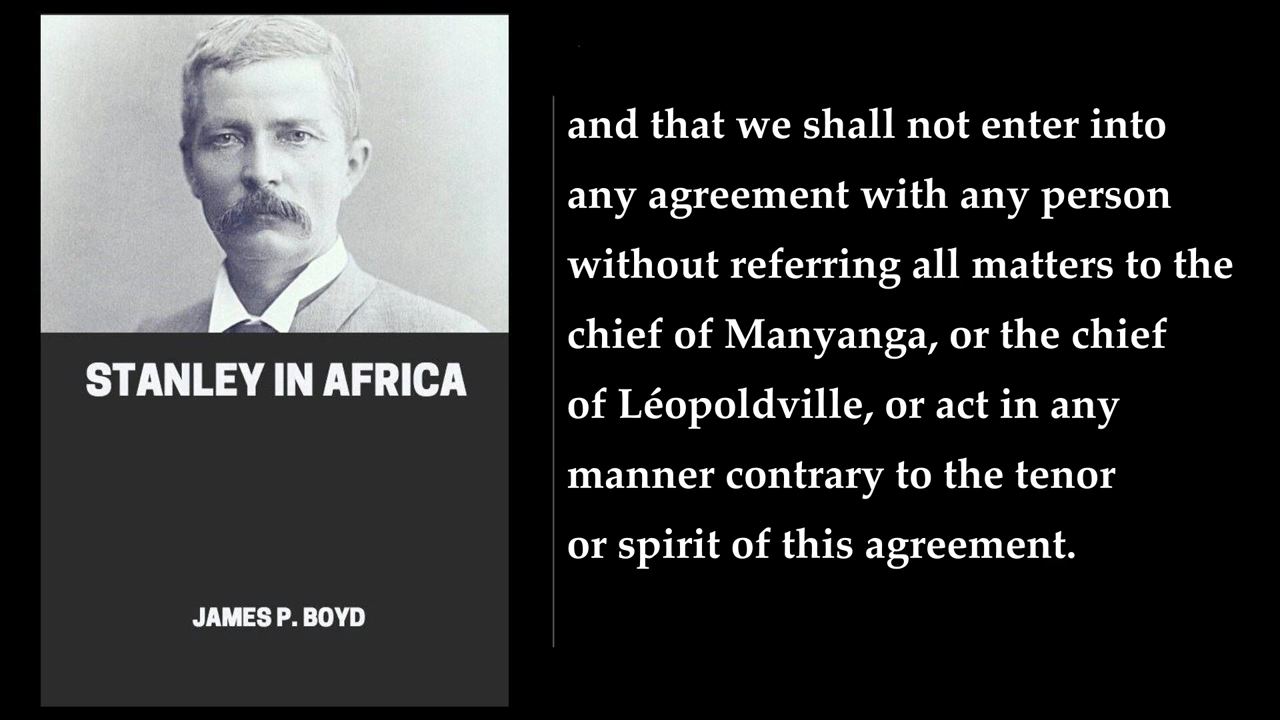 STANLEY IN AFRICA
JAMES P. BOYD
and that we shall not enter into
any agreement with any person
without referring all matters to the
chief of Manyanga, or the chief
of Léopoldville, or act in any
manner contrary to the tenor
or spirit of this agreement.